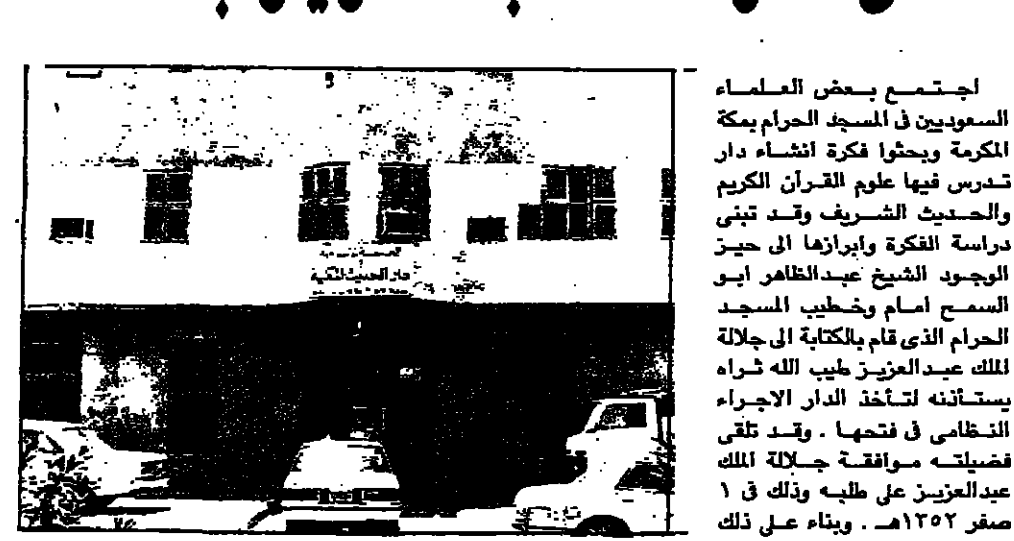 اجتمع بعض العلماء
السعوديين فى المسجد الحرام بمكة
المكرمة وبحثوا فكرة انشاء دار
تدرس فيها علوم القرآن الكريم
والحديث الشريف وقد تبنى
دراسة الفكرة وابرازها الى حيز
الوجود الشيخ عبدالظاهر ابو
السمح امام وخطيب المسجد
الحرام الذى قام بالكتابة الى جلالة
الملك عبدالعزيز طيب الله ثراه
يستأذنه لتأخذ الدار الاجراء
النظامى فى فتحها . وقد تلقى
فضيلته موافقة جلالة الملك
عبدالعزيز على طلبه وذلك فى ١
صفر ١٣٥٢هـ . وبناء على ذلك
دار الحديث